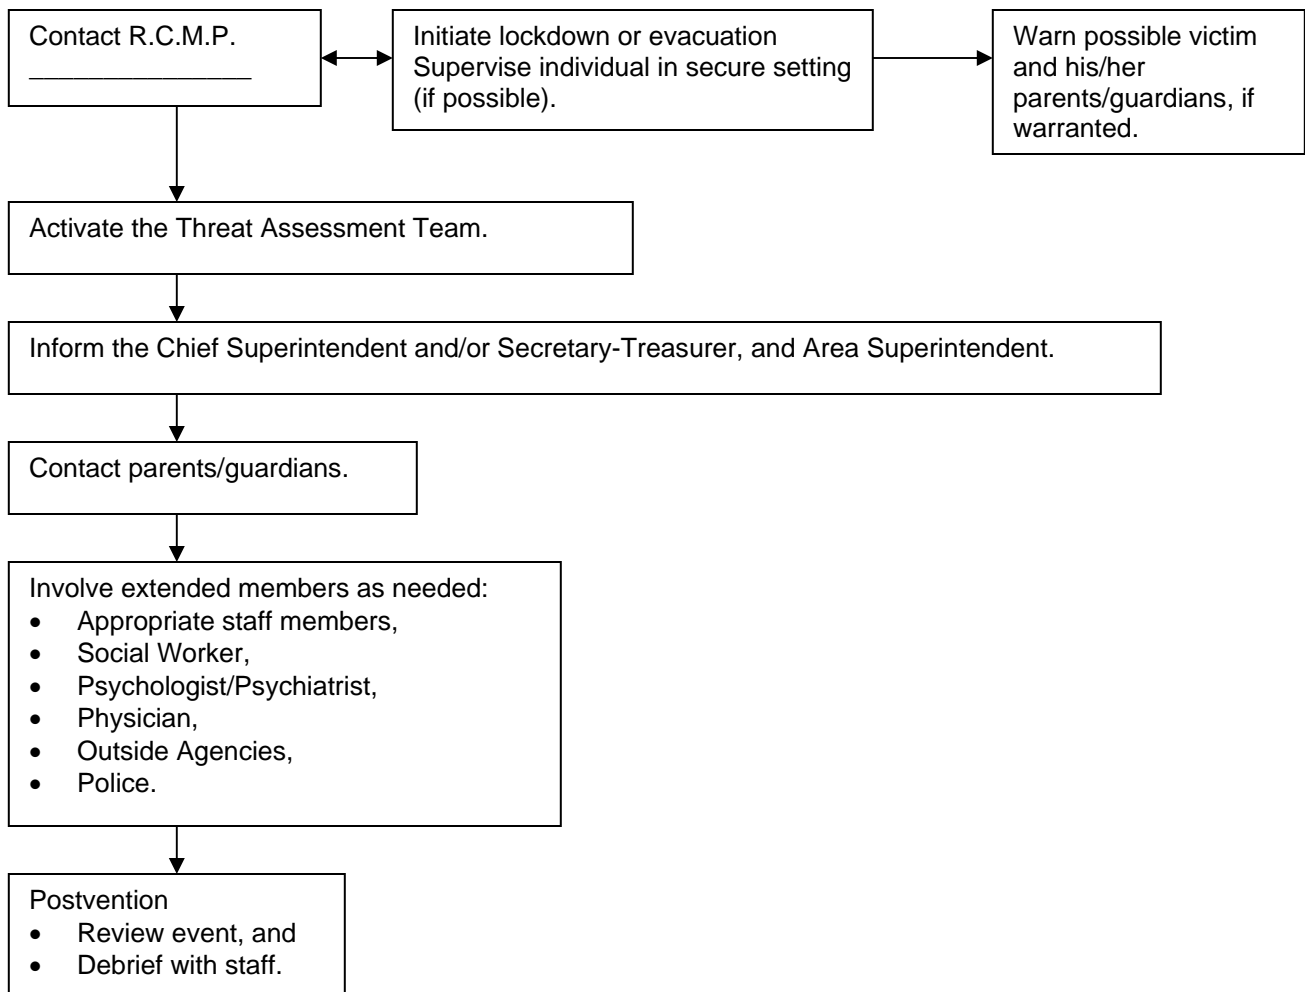 Contact R.C.M.P.
________________
Initiate lockdown or evacuation
Supervise individual in secure setting
(if possible).
Warn possible victim
and his/her
parents/guardians, if
warranted.
Activate the Threat Assessment Team.
Inform the Chief Superintendent and/or Secretary-Treasurer, and Area Superintendent.
Contact parents/guardians.
Involve extended members as needed:
• Appropriate staff members,
• Social Worker,
• Psychologist/Psychiatrist,
• Physician,
• Outside Agencies,
• Police.
Postvention
• Review event, and
• Debrief with staff.